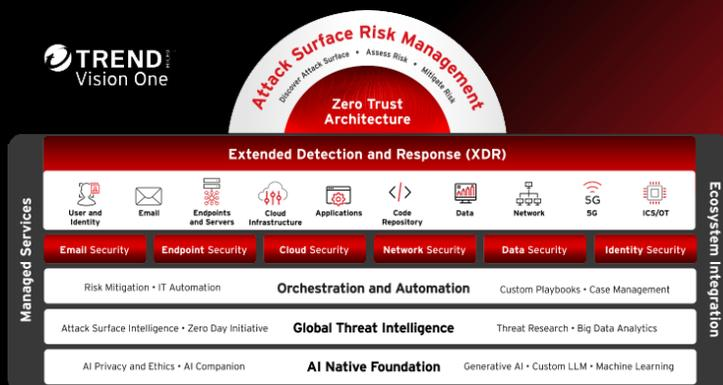 TREND MICRO
Vision One
Attack Surface Risk Management
Discover Attack Surface • Assess Risk • Mitigate Risk
Zero Trust
Architecture
Extended Detection and Response (XDR)
User and
Identity
Email
Endpoints
and Servers
Cloud
Infrastructure
Applications
Code
Repository
Data
Network
5G
5G
ICS/OT
Email Security
Endpoint Security
Cloud Security
Network Security
Data Security
Identity Security
Risk Mitigation • IT Automation
Orchestration and Automation
Custom Playbooks • Case Management
Attack Surface Intelligence • Zero Day Initiative
Global Threat Intelligence
Threat Research • Big Data Analytics
AI Privacy and Ethics • AI Companion
AI Native Foundation
Generative AI • Custom LLM • Machine Learning
Managed Services
Ecosystem Integration